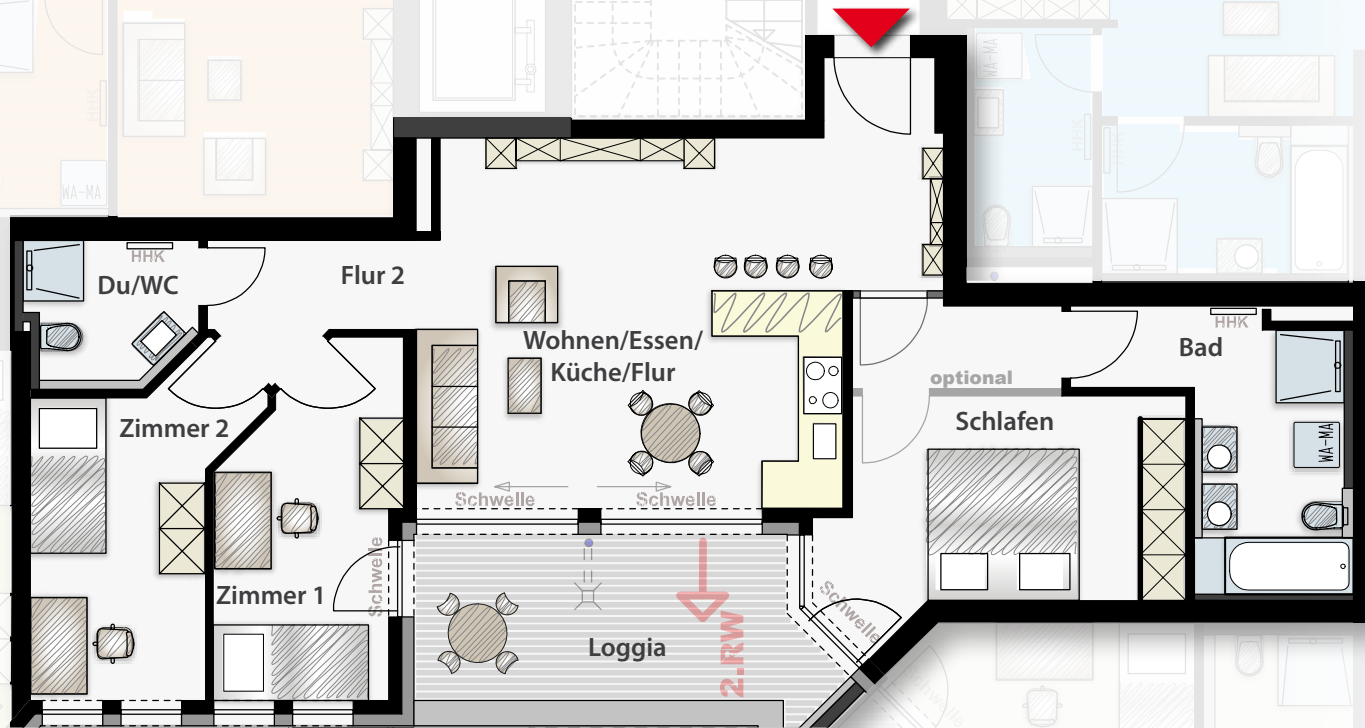 WA-MA
HHK
HHK
WA-MA
HHK
HHK
Du/WC
Flur 2
Wohnen/Essen/
Küche/Flur
HHK
Bad
optional
Zimmer 2
Schlafen
WA-MA
Schwelle
Schwelle
Schwelle
Zimmer 1
Schwelle
Loggia
2.RW